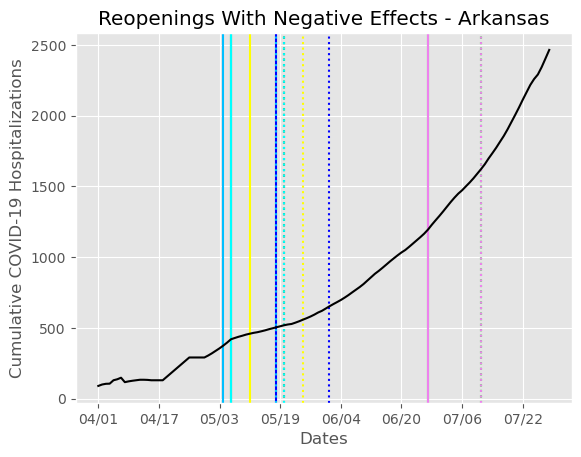 Reopenings With Negative Effects - Arkansas
Cumulative COVID-19 Hospitalizations
2500
2000
1500
1000
500
0
04/01 04/17 05/03 05/19 06/04 06/20 07/06 07/22
Dates